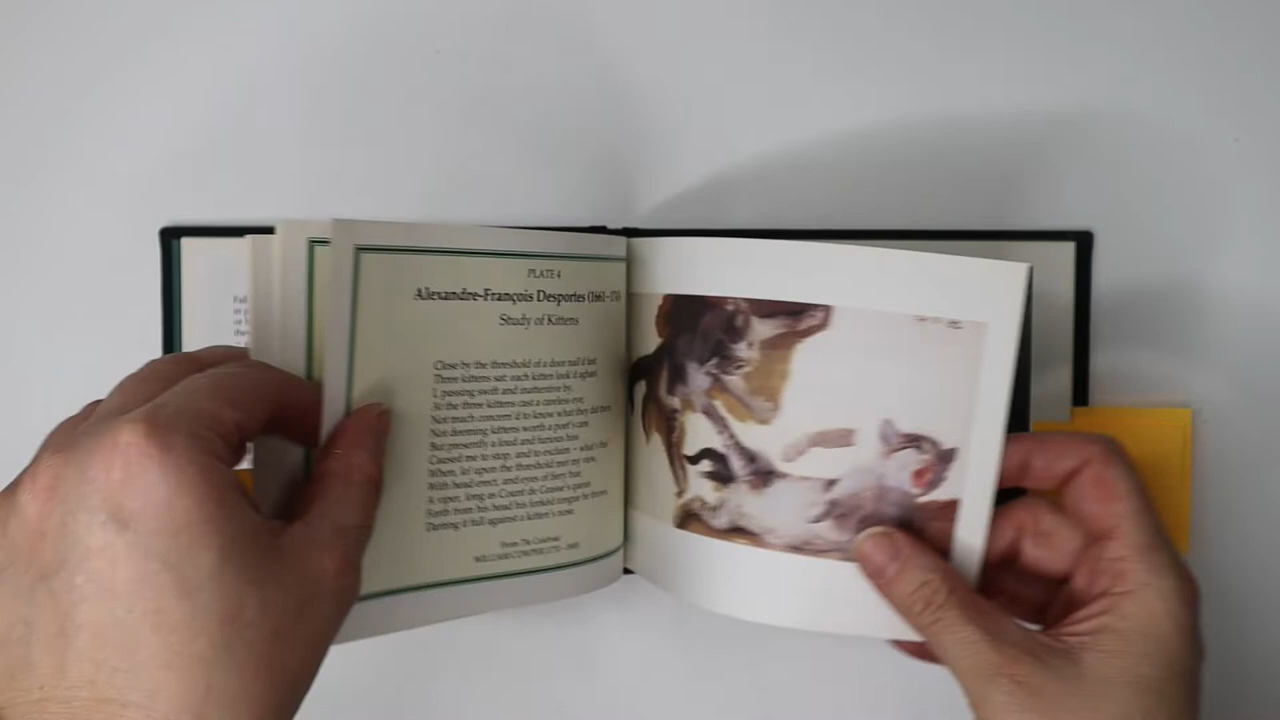 PLATE 4
Alexandre-François Desportes (1661-17
Study of Kittens
Close by the threshold of a door nail'd fast
Three kittens sat; each kitten look'd aghast
I, passing swift and inattentive by,
At the three kittens cast a careless eye;
Not much concern'd to know what they did there
Not deeming kittens worth a poet's care
But presently a loud and furious hiss
Caused me to stop, and to exclaim – what's this
When, lo! upon the threshold met my view,
With head erect, and eyes of fiery hue,
A viper, long as Count de Grasse's queue
Forth from his head his forked tongue he throws
Darting it full against a kitten's nose
From The Colubriad
WILLIAM COWPER